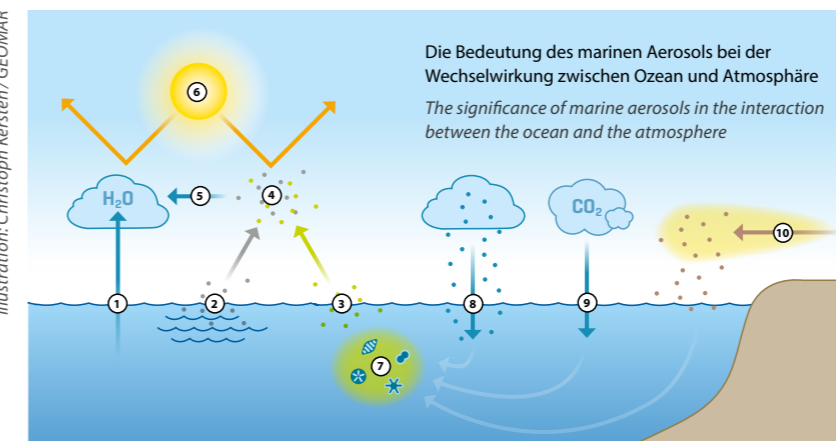 Illustration: Christoph Kersten / GEOMAR
Die Bedeutung des marinen Aerosols bei der
Wechselwirkung zwischen Ozean und Atmosphäre
The significance of marine aerosols in the interaction
between the ocean and the atmosphere
6
H₂O
5
4
CO₂
10
1
2
3
8
9
7